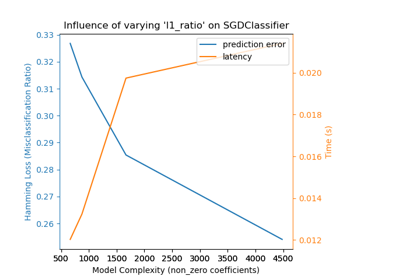 Influence of varying 'l1_ratio' on SGDClassifier
prediction error
latency
0.33
0.32
0.31
0.30
0.29
0.28
0.27
0.26
Hamming Loss (Misclassification Ratio)
0.020
0.018
0.016
0.014
0.012
Time (s)
500 1000 1500 2000 2500 3000 3500 4000 4500
Model Complexity (non_zero coefficients)